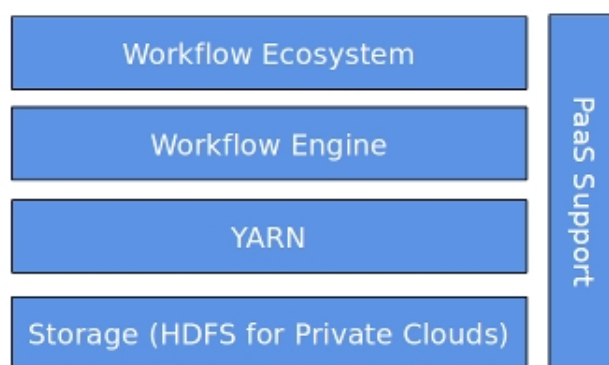 Workflow Ecosystem
Workflow Engine
YARN
Storage (HDFS for Private Clouds)
PaaS Support